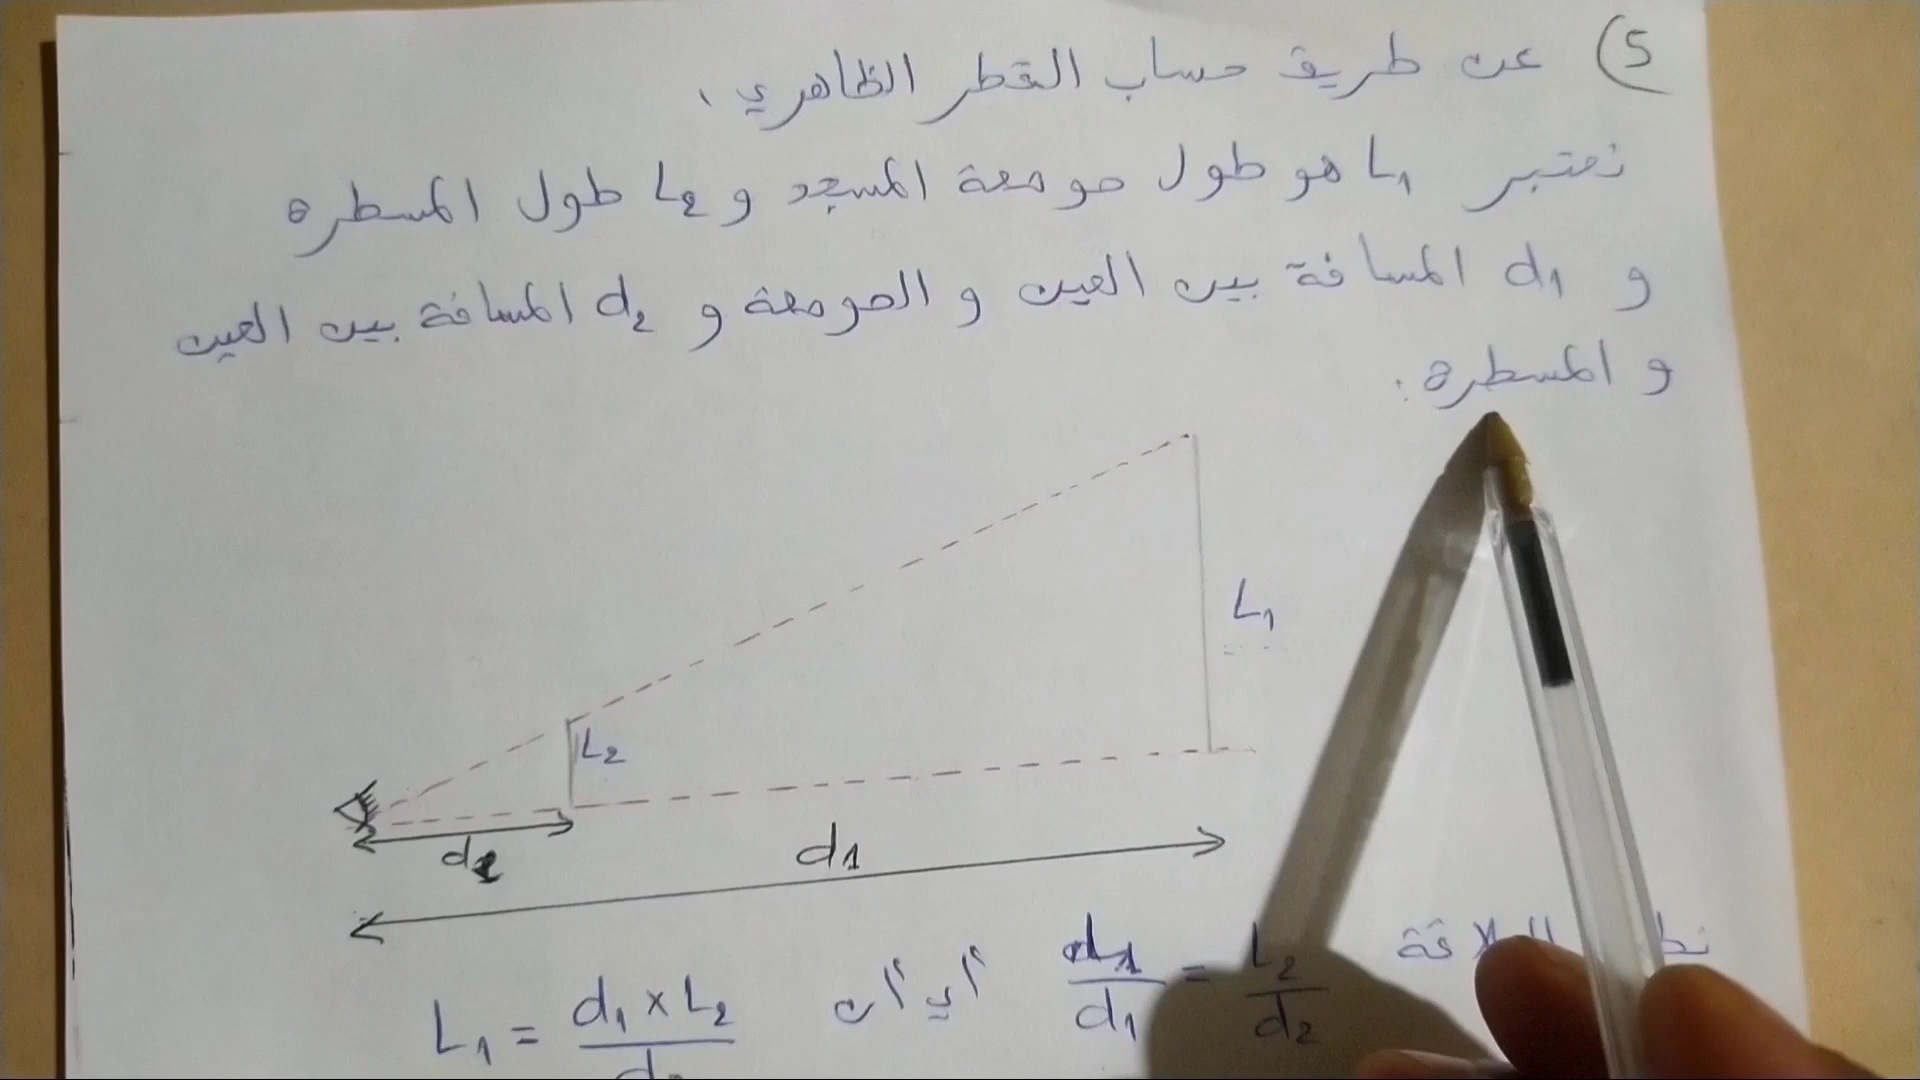 5) عن طريق حساب القطر الظاهري،
نعتبر L1 هو طول صومعة المسجد و L2 طول المسطرة
و d1 المسافة بين العين و الصومعة و d2 المسافة بين العين
و المسطرة.
L1
L2
d2
d1
L2/d2 = /d1 أي أن L1 = d1 x L2